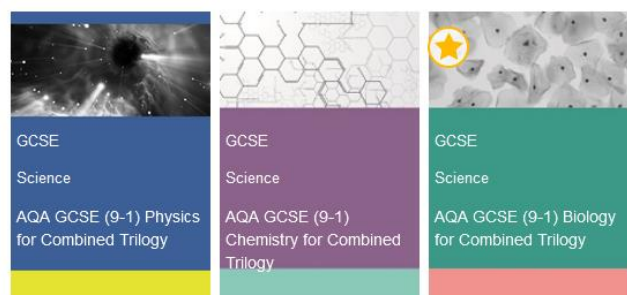 GCSE
Science
AQA GCSE (9-1) Physics
for Combined Trilogy
GCSE
Science
AQA GCSE (9-1)
Chemistry for Combined
Trilogy
GCSE
Science
AQA GCSE (9-1) Biology
for Combined Trilogy